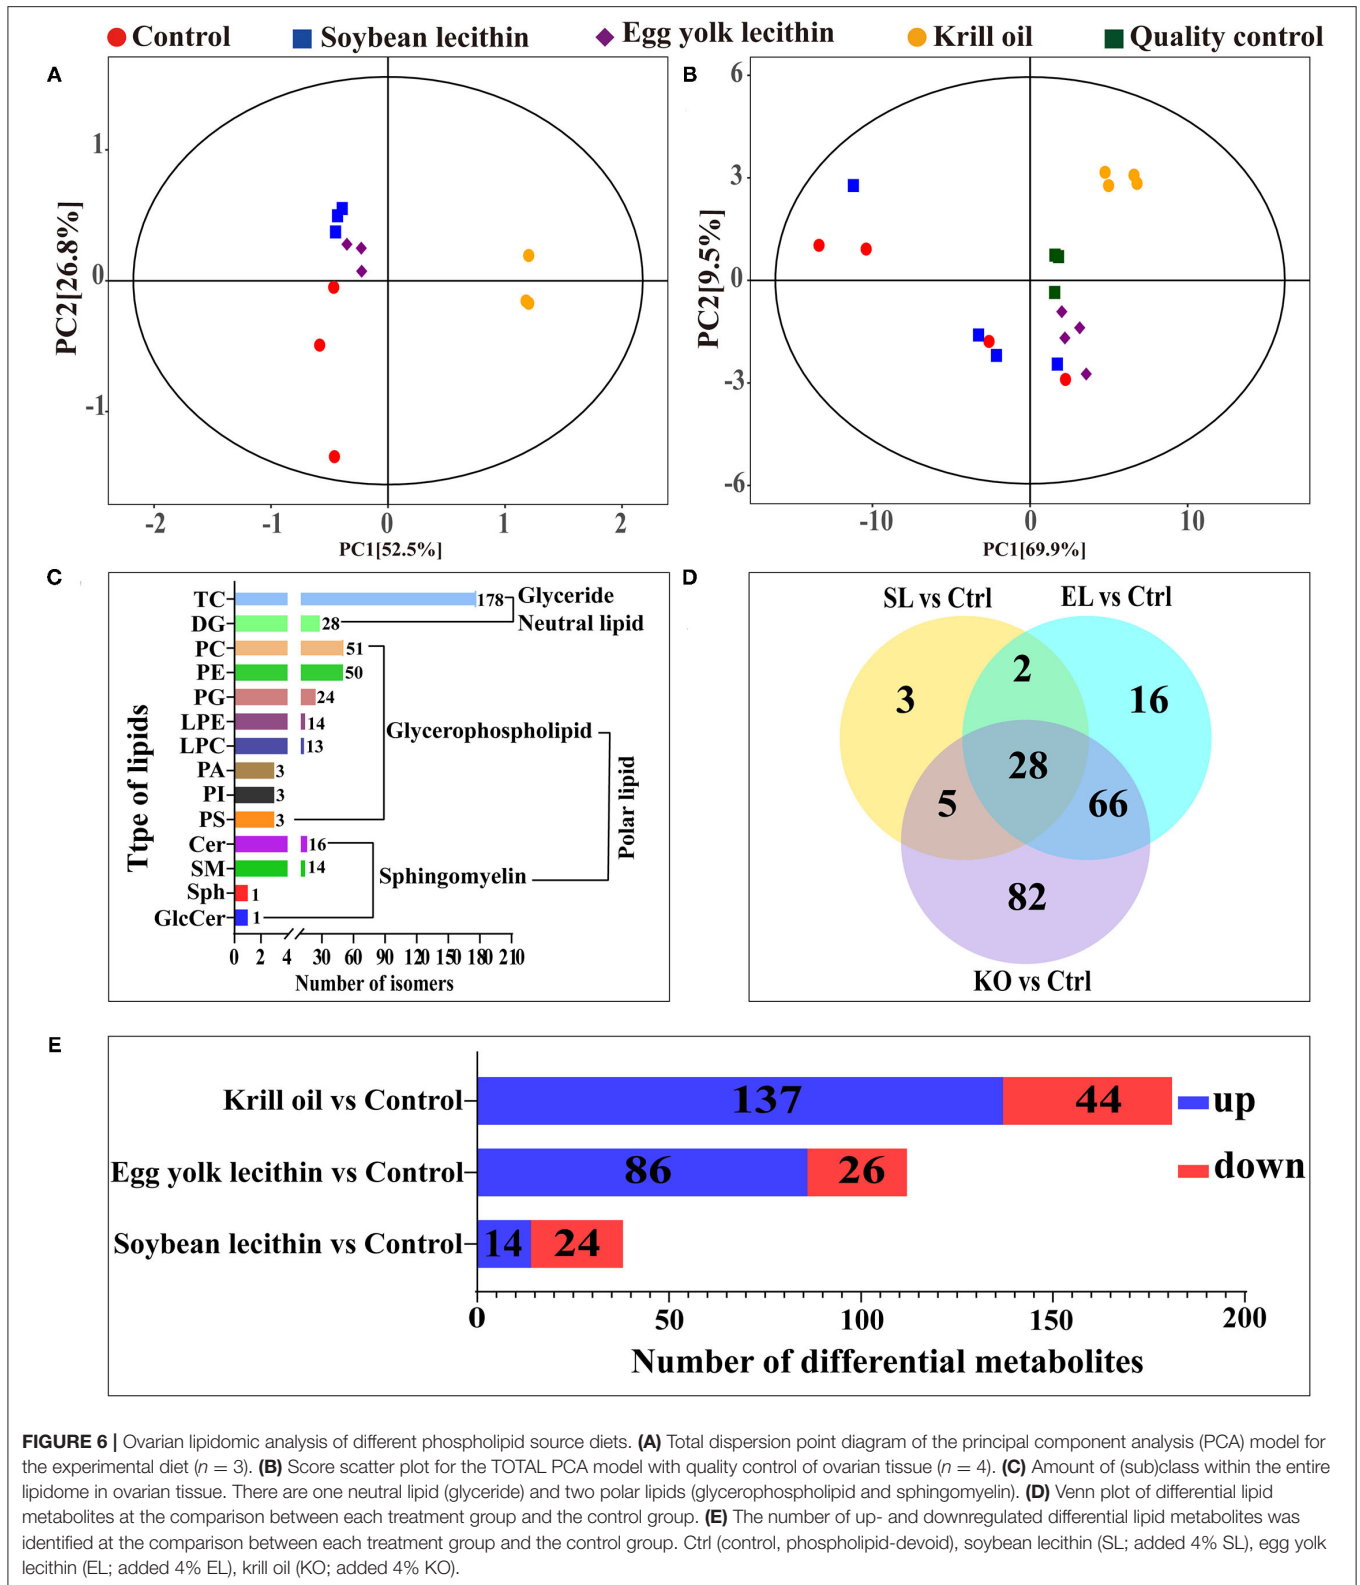 Control Soybean lecithin Egg yolk lecithin Krill oil Quality control
A
1
0
-1
PC2[26.8%]
-2 -1 0 1 2
PC1[52.5%]
B
6
3
0
-3
-6
PC2[9.5%]
-10 0 10
PC1[69.9%]
C
Ttpe of lipids
TC 178 Glyceride
DG 28 Neutral lipid
PC 51
PE 50
PG 24
LPE 14 Glycerophospholipid
LPC 13
PA 3
PI 3
PS 3
Polar lipid
Cer 16
SM 14 Sphingomyelin
Sph 1
GlcCer 1
0 2 4 30 60 90 120 150 180 210
Number of isomers
D
SL vs Ctrl EL vs Ctrl
2
3 16
28
5 66
82
KO vs Ctrl
E
Krill oil vs Control 137 44 up
Egg yolk lecithin vs Control 86 26 down
Soybean lecithin vs Control 14 24
0 50 100 150 200
Number of differential metabolites
FIGURE 6 | Ovarian lipidomic analysis of different phospholipid source diets. (A) Total dispersion point diagram of the principal component analysis (PCA) model for
the experimental diet (n = 3). (B) Score scatter plot for the TOTAL PCA model with quality control of ovarian tissue (n = 4). (C) Amount of (sub)class within the entire
lipidome in ovarian tissue. There are one neutral lipid (glyceride) and two polar lipids (glycerophospholipid and sphingomyelin). (D) Venn plot of differential lipid
metabolites at the comparison between each treatment group and the control group. (E) The number of up- and downregulated differential lipid metabolites was
identified at the comparison between each treatment group and the control group. Ctrl (control, phospholipid-devoid), soybean lecithin (SL; added 4% SL), egg yolk
lecithin (EL; added 4% EL), krill oil (KO; added 4% KO).